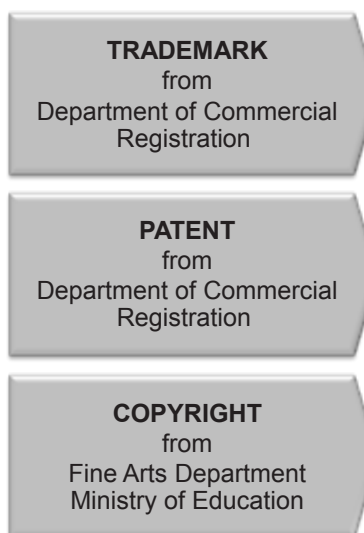 TRADEMARK
from
Department of Commercial
Registration
PATENT
from
Department of Commercial
Registration
COPYRIGHT
from
Fine Arts Department
Ministry of Education